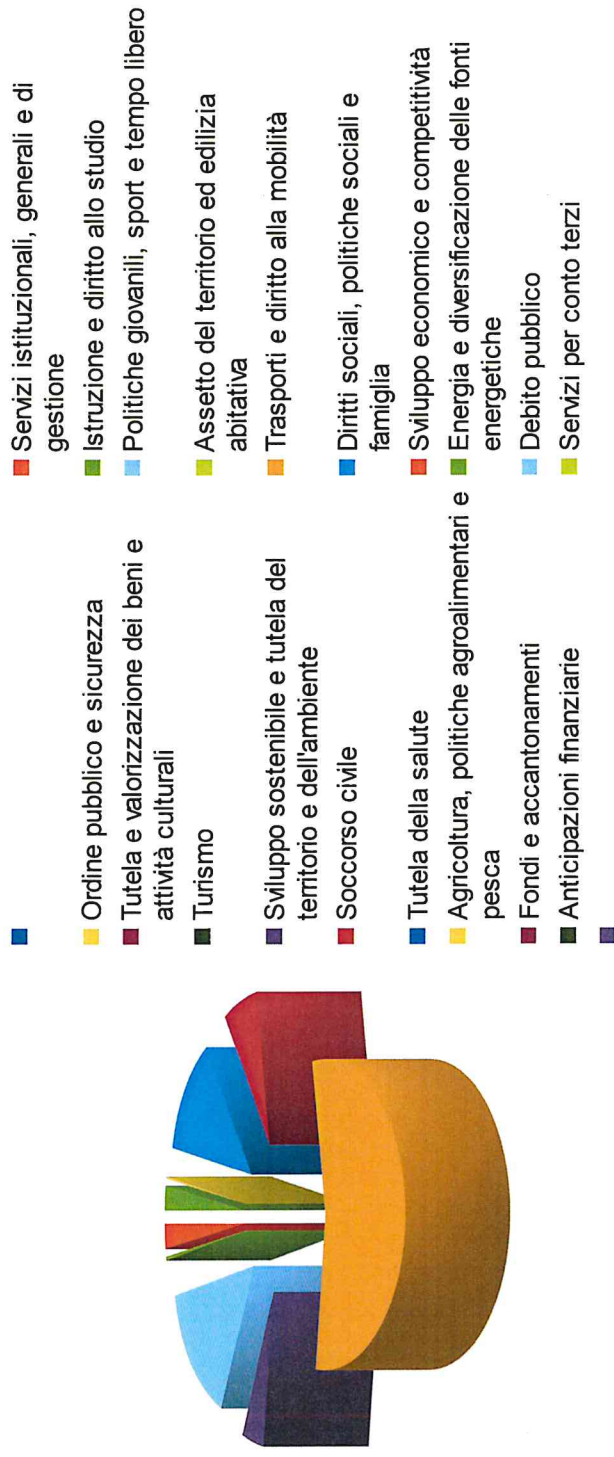 Ordine pubblico e sicurezza
Tutela e valorizzazione dei beni e
attività culturali
Turismo
Sviluppo sostenibile e tutela del
territorio e dell'ambiente
Soccorso civile
Tutela della salute
Agricoltura, politiche agroalimentari e
pesca
Fondi e accantonamenti
Anticipazioni finanziarie
Servizi istituzionali, generali e di
gestione
Istruzione e diritto allo studio
Politiche giovanili, sport e tempo libero
Assetto del territorio ed edilizia
abitativa
Trasporti e diritto alla mobilità
Diritti sociali, politiche sociali e
famiglia
Sviluppo economico e competitività
Energia e diversificazione delle fonti
energetiche
Debito pubblico
Servizi per conto terzi